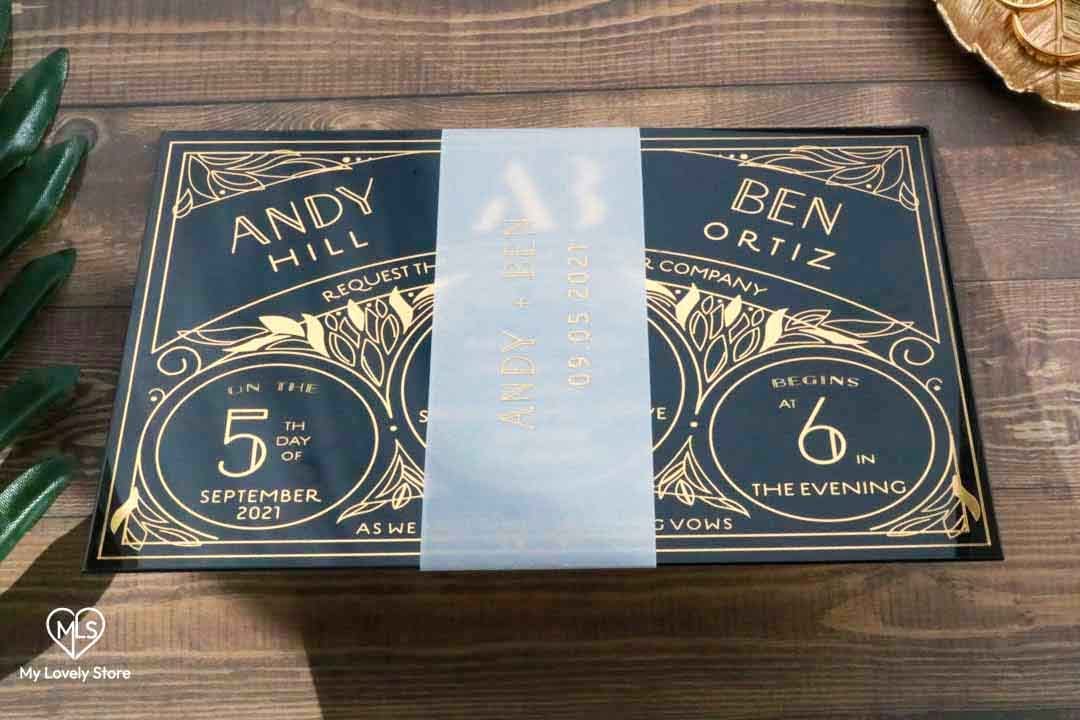 ANDY
HILL
BEN
ORTIZ
REQUEST TH
R COMPANY
ANDY + BEN
09.05.2021
ON THE
5 TH
DAY
OF
SEPTEMBER
2021
BEGINS
AT 6 IN
THE EVENING
AS WE
G VOWS
MLS
My Lovely Store